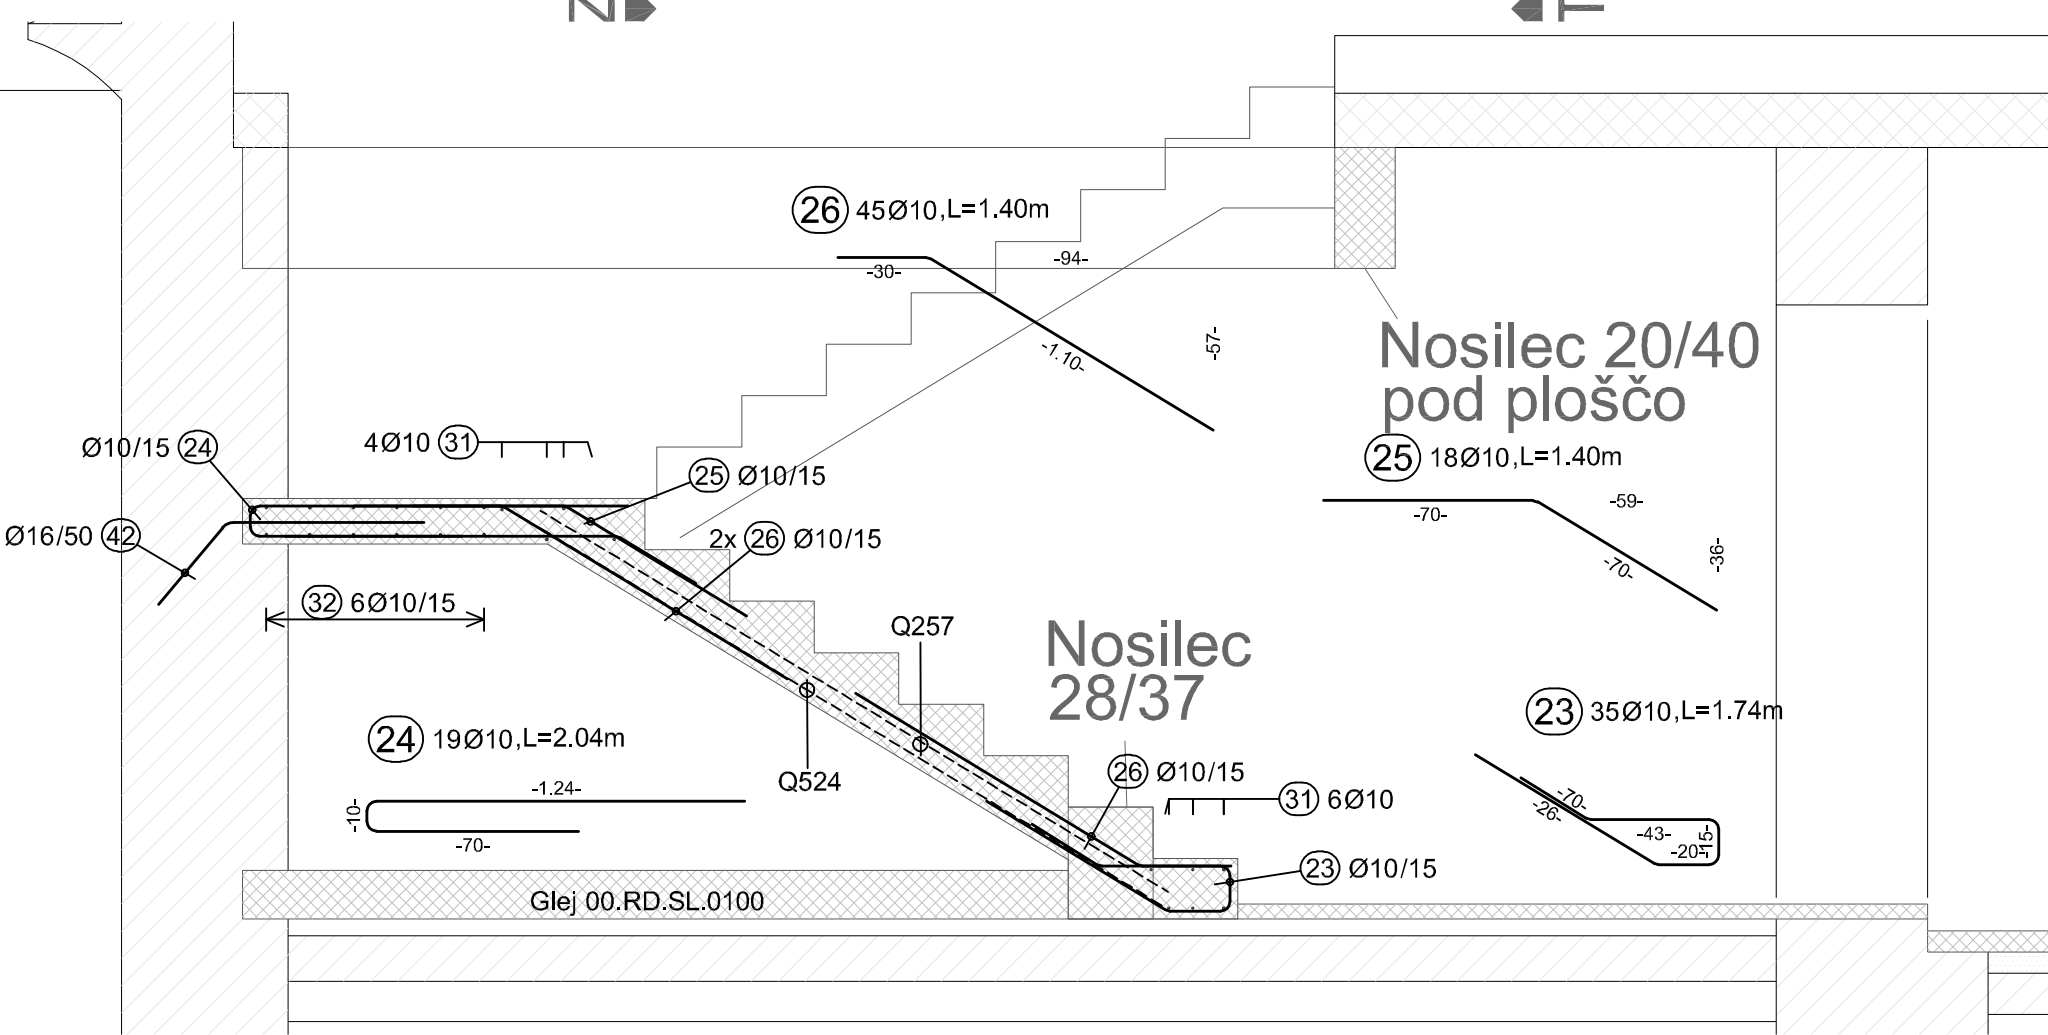 Z
T
26 45Ø10,L=1.40m
-30-
-94-
-1.10-
-57-
Nosilec 20/40
pod ploščo
25 18Ø10,L=1.40m
-70-
-59-
-70-
-36-
Ø10/15 24
4Ø10 31
25 Ø10/15
Ø16/50 42
2x 26 Ø10/15
32 6Ø10/15
Q257
Nosilec
28/37
23 35Ø10,L=1.74m
-70-
-26-
-43-
-20-
-15-
24 19Ø10,L=2.04m
-1.24-
-10-
-70-
Q524
26 Ø10/15
31 6Ø10
23 Ø10/15
Glej 00.RD.SL.0100